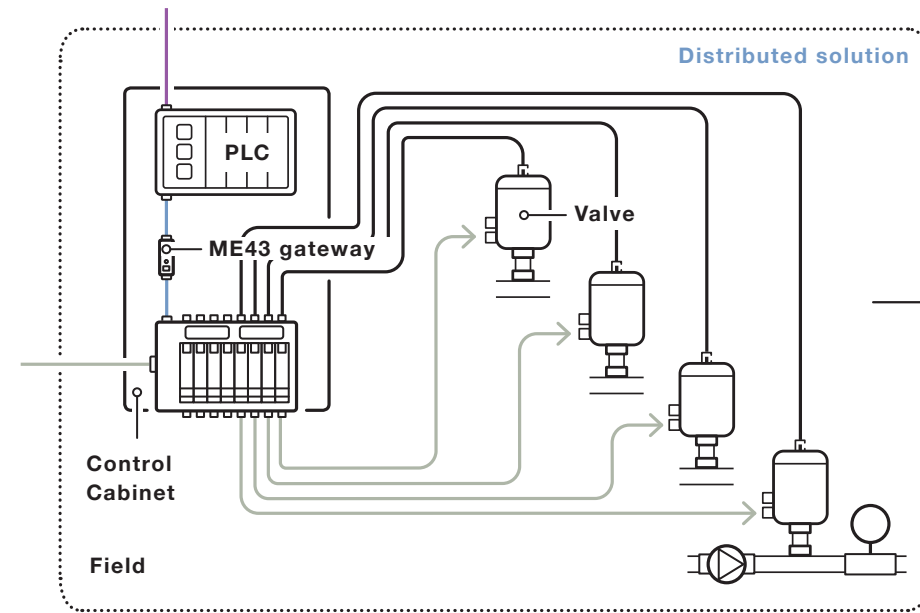 Distributed solution
PLC
Valve
ME43 gateway
Control
Cabinet
Field